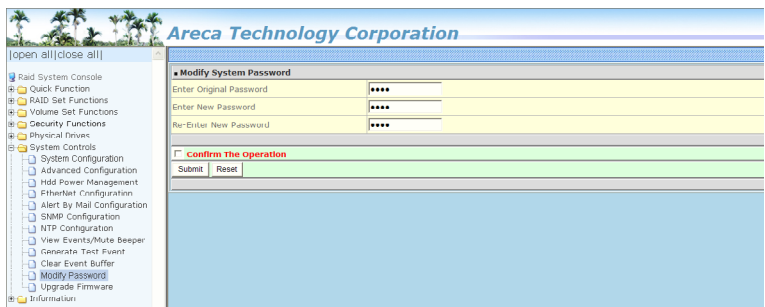 Areca Technology Corporation
|open all|close all|
Raid System Console
Quick Function
RAID Set Functions
Volume Set Functions
Security Functions
Physical Drives
System Controls
System Configuration
Advanced Configuration
Hdd Power Management
EtherNet Configuration
Alert By Mail Configuration
SNMP Configuration
NTP Configuration
View Events/Mute Beeper
Generate Test Event
Clear Event Buffer
Modify Password
Upgrade Firmware
Information
▪ Modify System Password
Enter Original Password ••••
Enter New Password ••••
Re-Enter New Password ••••
Confirm The Operation
Submit Reset